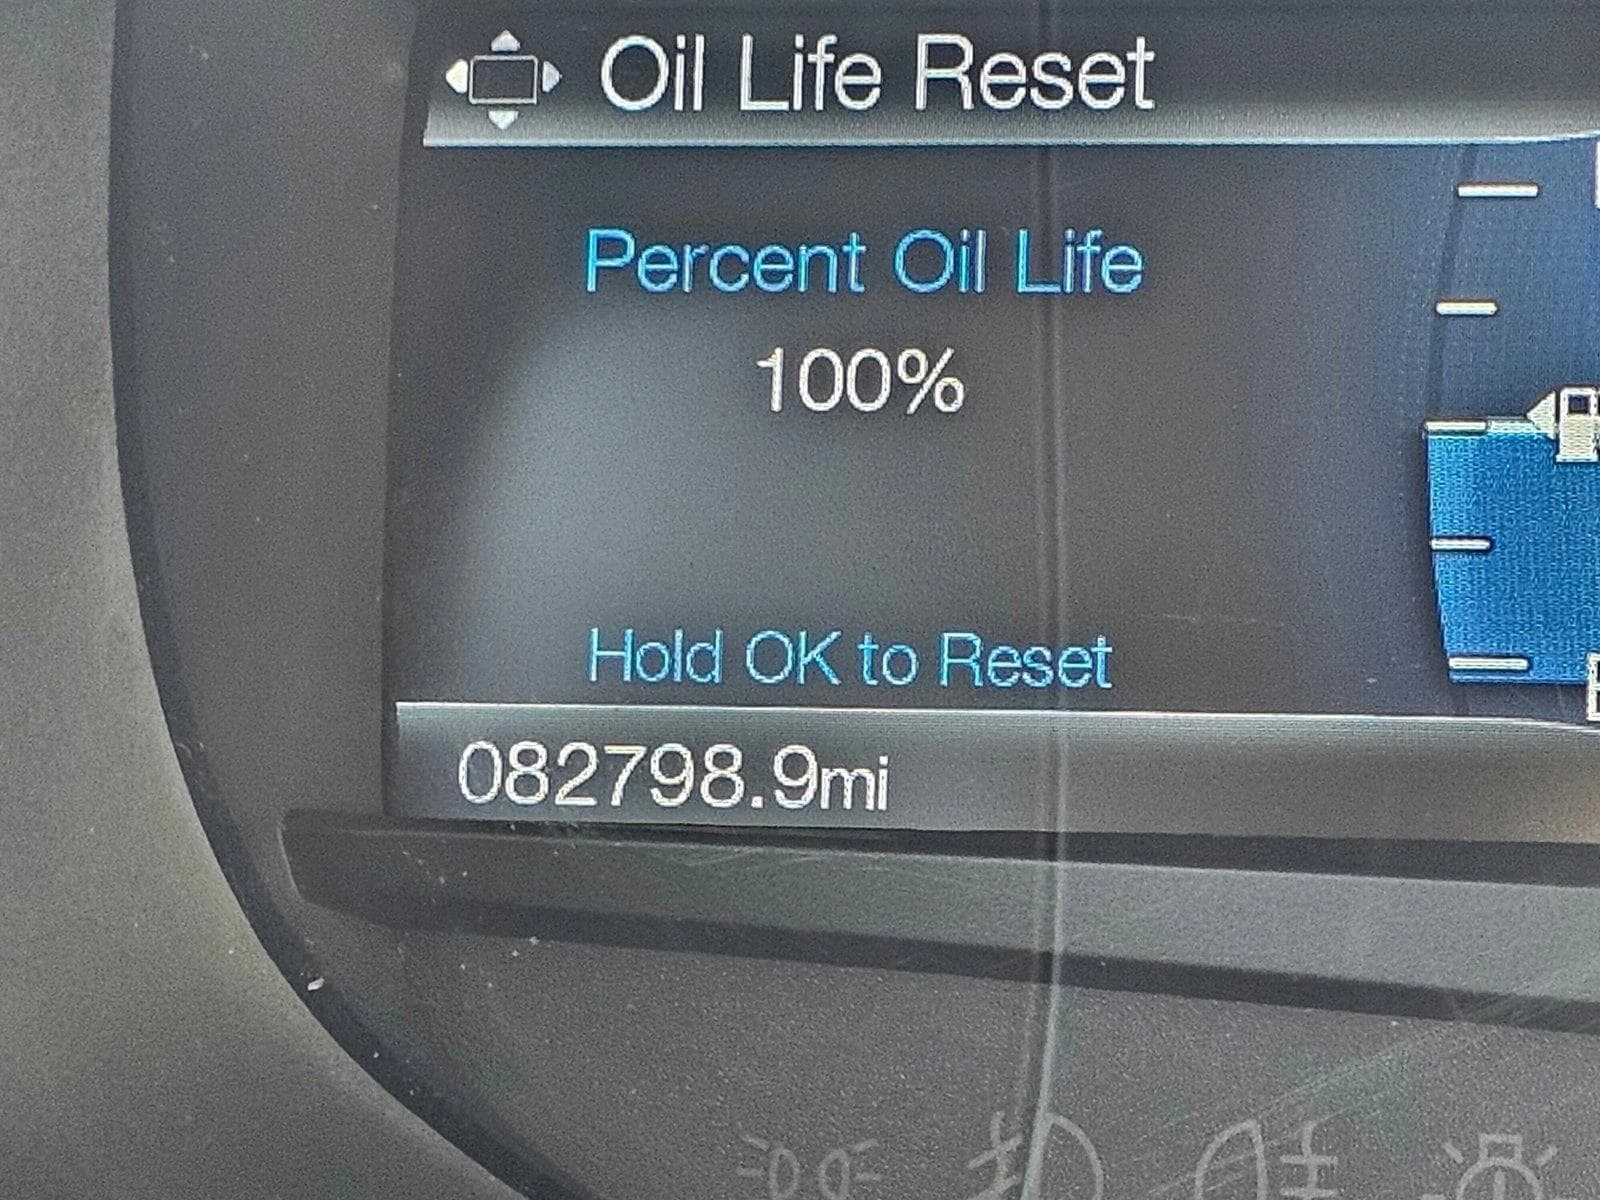 Oil Life Reset
Percent Oil Life
100%
Hold OK to Reset
082798.9mi